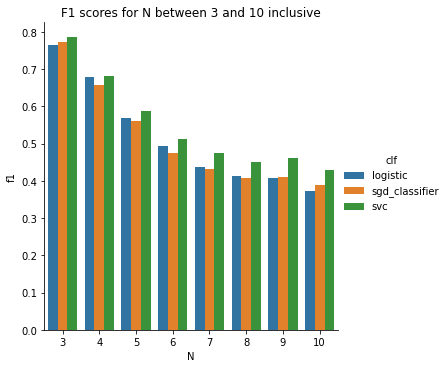 F1 scores for N between 3 and 10 inclusive
0.8
0.7
0.6
0.5
0.4
0.3
0.2
0.1
0.0
f1
3 4 5 6 7 8 9 10
N
clf
logistic
sgd_classifier
svc